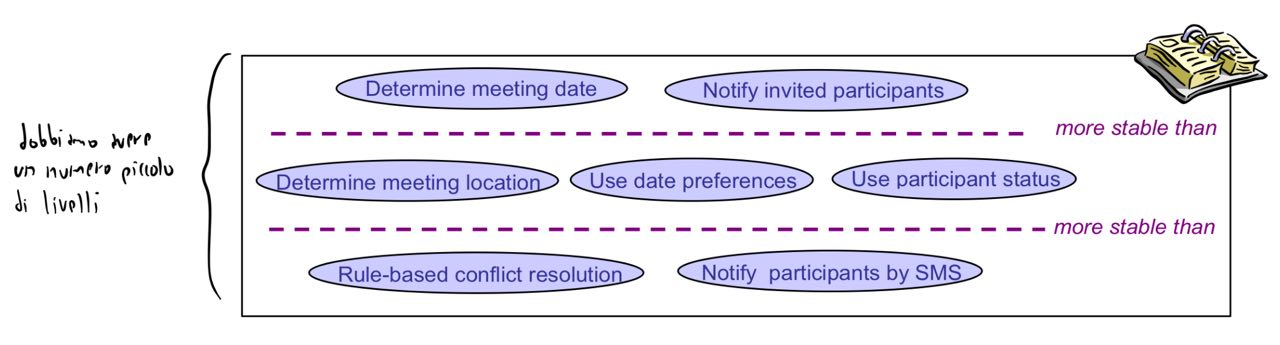 Determine meeting date Notify invited participants
more stable than
dobbiamo avere
un numero piccolo
di livelli
Determine meeting location Use date preferences Use participant status
more stable than
Rule-based conflict resolution Notify participants by SMS